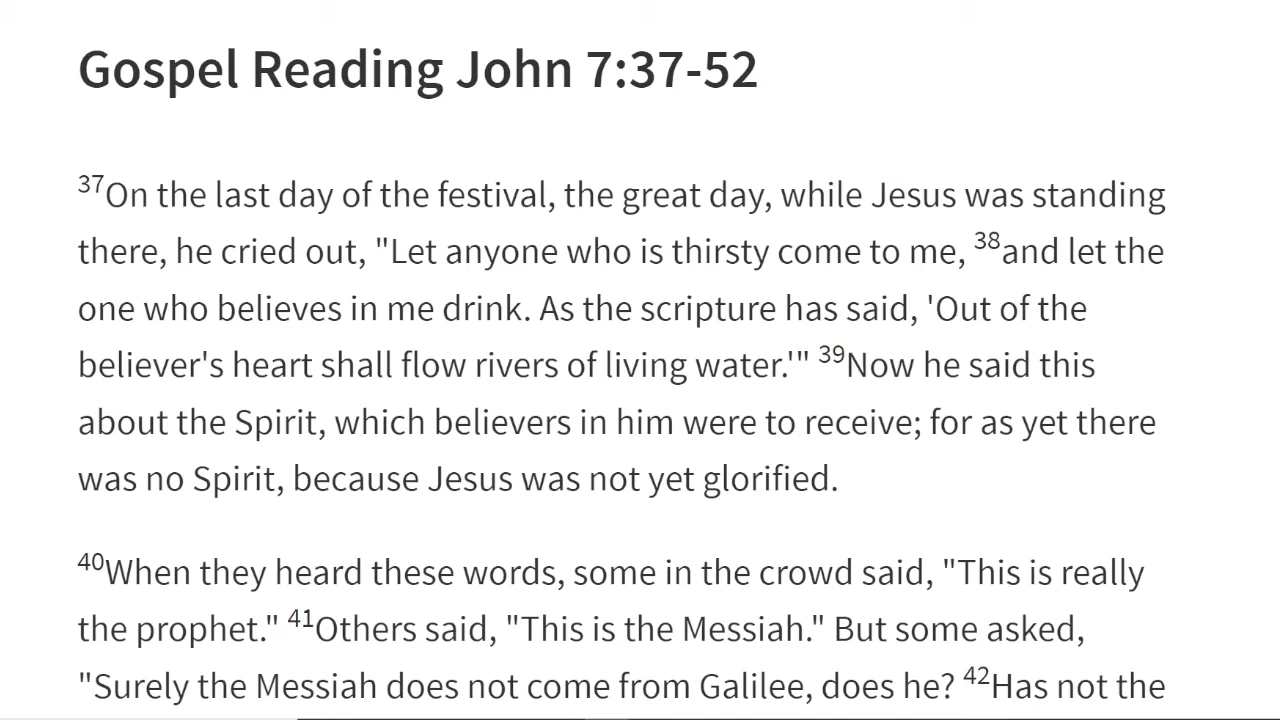 Gospel Reading John 7:37-52
37On the last day of the festival, the great day, while Jesus was standing
there, he cried out, "Let anyone who is thirsty come to me, 38and let the
one who believes in me drink. As the scripture has said, 'Out of the
believer's heart shall flow rivers of living water.'" 39Now he said this
about the Spirit, which believers in him were to receive; for as yet there
was no Spirit, because Jesus was not yet glorified.
40When they heard these words, some in the crowd said, "This is really
the prophet." 41Others said, "This is the Messiah." But some asked,
"Surely the Messiah does not come from Galilee, does he? 42Has not the